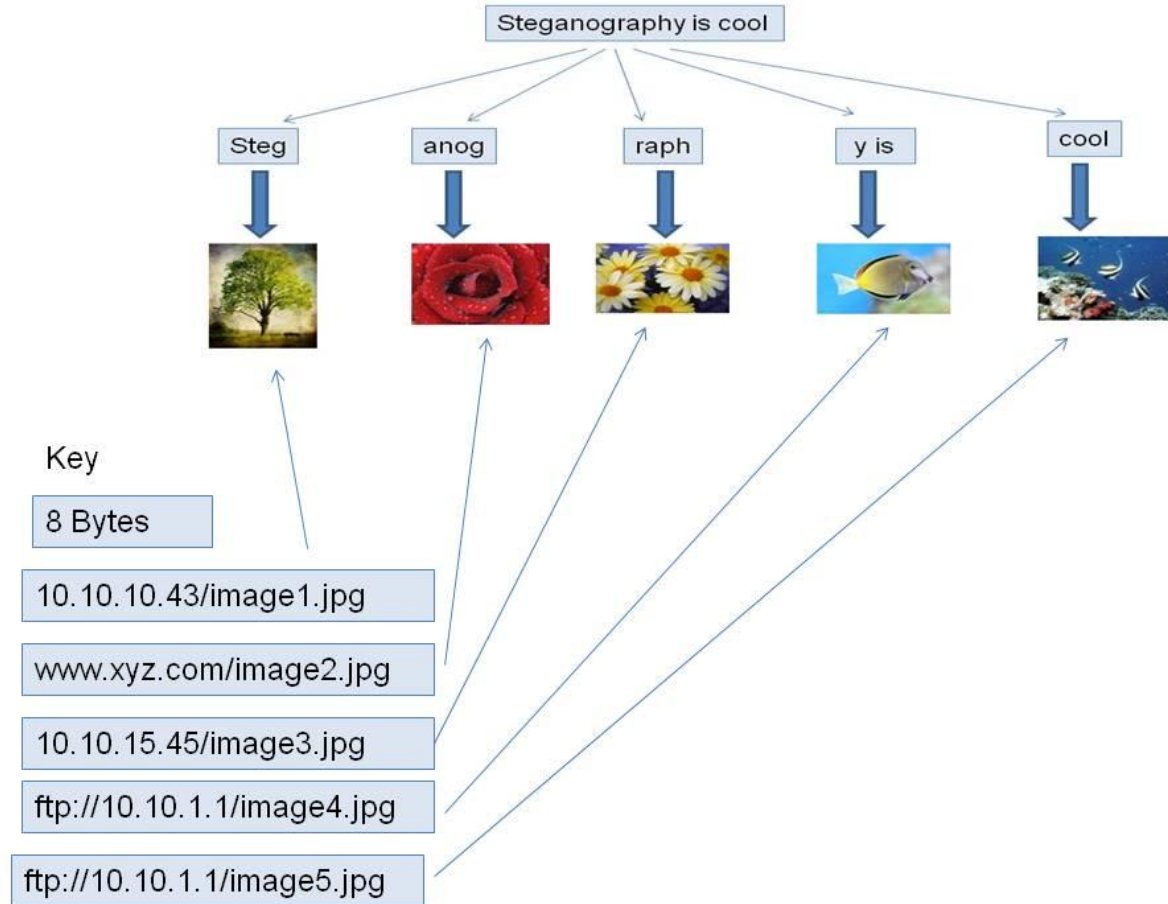 Steganography is cool
Steg
anog
raph
y is
cool
Key
8 Bytes
10.10.10.43/image1.jpg
www.xyz.com/image2.jpg
10.10.15.45/image3.jpg
ftp://10.10.1.1/image4.jpg
ftp://10.10.1.1/image5.jpg